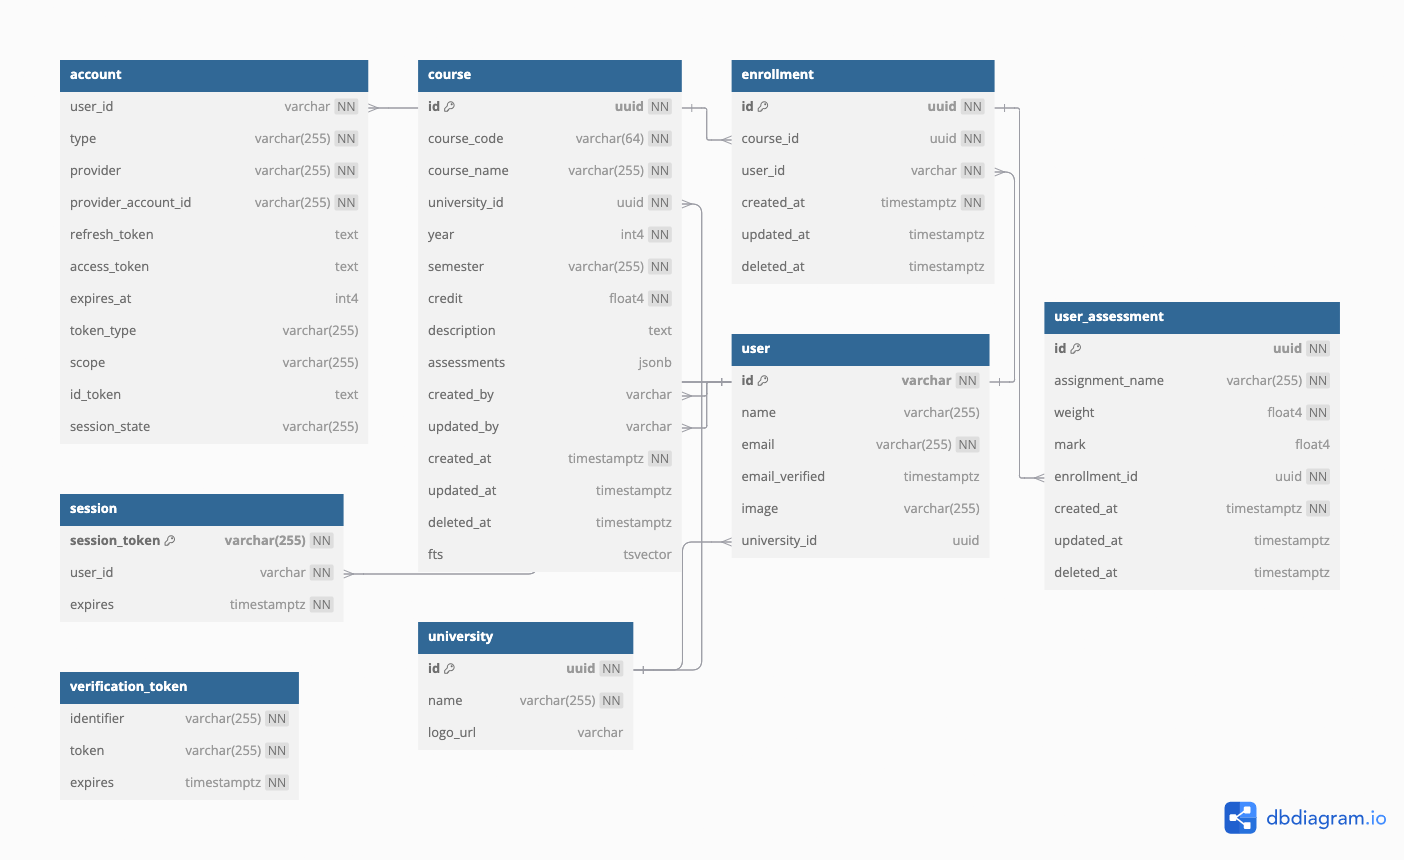 account
user_id varchar NN
type varchar(255) NN
provider varchar(255) NN
provider_account_id varchar(255) NN
refresh_token text
access_token text
expires_at int4
token_type varchar(255)
scope varchar(255)
id_token text
session_state varchar(255)
session
session_token varchar(255) NN
user_id varchar NN
expires timestamptz NN
verification_token
identifier varchar(255) NN
token varchar(255) NN
expires timestamptz NN
course
id uuid NN
course_code varchar(64) NN
course_name varchar(255) NN
university_id uuid NN
year int4 NN
semester varchar(255) NN
credit float4 NN
description text
assessments jsonb
created_by varchar
updated_by varchar
created_at timestamptz NN
updated_at timestamptz
deleted_at timestamptz
fts tsvector
university
id uuid NN
name varchar(255) NN
logo_url varchar
enrollment
id uuid NN
course_id uuid NN
user_id varchar NN
created_at timestamptz NN
updated_at timestamptz
deleted_at timestamptz
user
id varchar NN
name varchar(255)
email varchar(255) NN
email_verified timestamptz
image varchar(255)
university_id uuid
user_assessment
id uuid NN
assignment_name varchar(255) NN
weight float4 NN
mark float4
enrollment_id uuid NN
created_at timestamptz NN
updated_at timestamptz
deleted_at timestamptz
dbdiagram.io